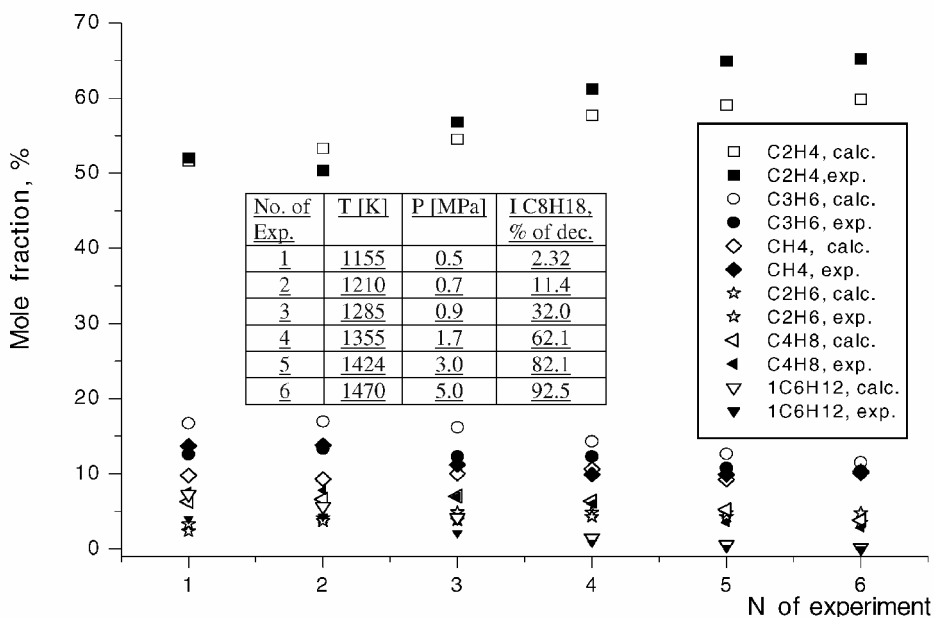 70
60
50
40
30
20
10
0
Mole fraction, %
No. of Exp. T [K] P [MPa] I C8H18, % of dec.
1 1155 0.5 2.32
2 1210 0.7 11.4
3 1285 0.9 32.0
4 1355 1.7 62.1
5 1424 3.0 82.1
6 1470 5.0 92.5
C2H4, calc.
C2H4,exp.
C3H6, calc.
C3H6, exp.
CH4, calc.
CH4, exp.
C2H6, calc.
C2H6, exp.
C4H8, calc.
C4H8, exp.
1C6H12, calc.
1C6H12, exp.
1 2 3 4 5 6
N of experiment